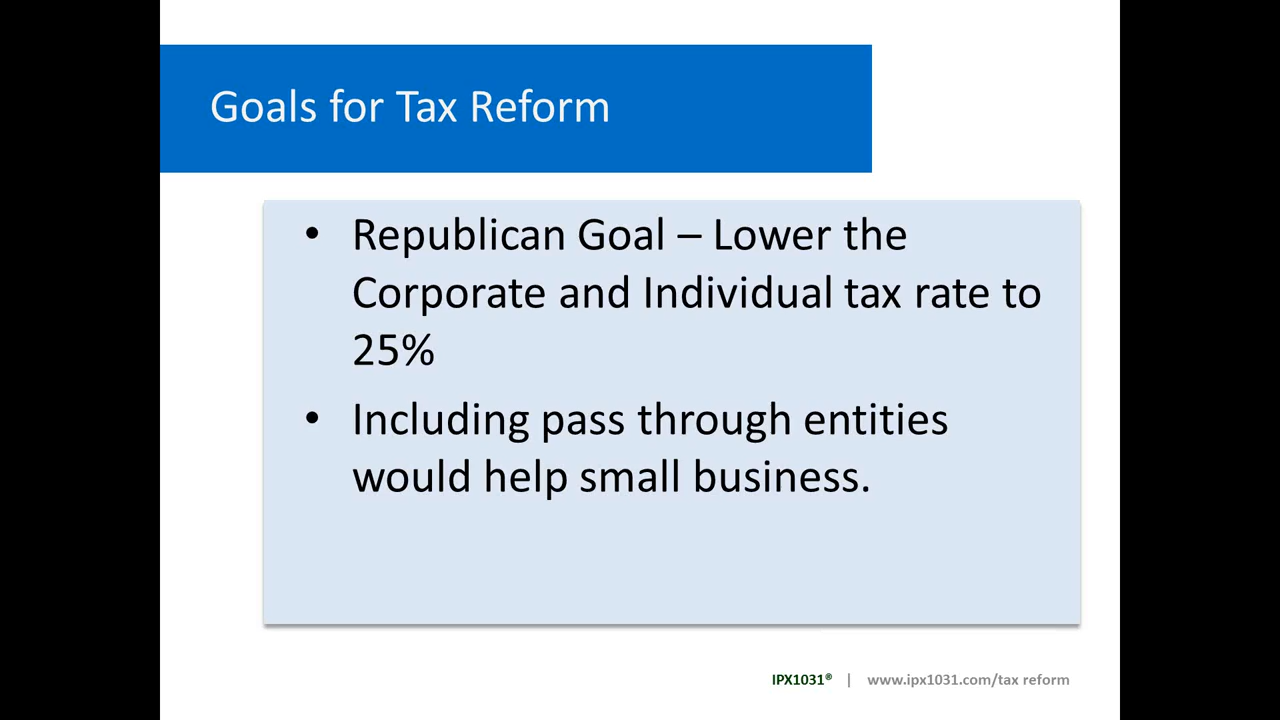 Goals for Tax Reform
• Republican Goal – Lower the
Corporate and Individual tax rate to
25%
• Including pass through entities
would help small business.
IPX1031® | www.ipx1031.com/tax reform